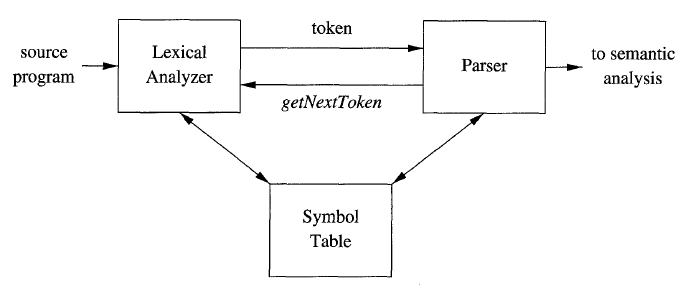 source
program
Lexical
Analyzer
token
getNextToken
Parser
to semantic
analysis
Symbol
Table